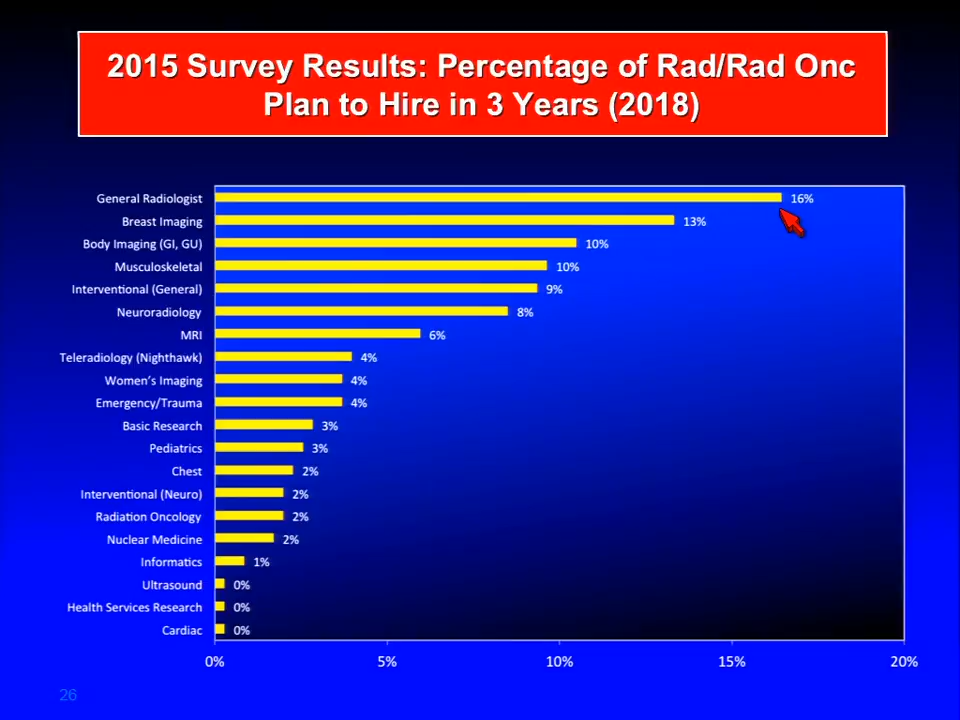 2015 Survey Results: Percentage of Rad/Rad Onc
Plan to Hire in 3 Years (2018)
General Radiologist 16%
Breast Imaging 13%
Body Imaging (GI, GU) 10%
Musculoskeletal 10%
Interventional (General) 9%
Neuroradiology 8%
MRI 6%
Teleradiology (Nighthawk) 4%
Women's Imaging 4%
Emergency/Trauma 4%
Basic Research 3%
Pediatrics 3%
Chest 2%
Interventional (Neuro) 2%
Radiation Oncology 2%
Nuclear Medicine 2%
Informatics 1%
Ultrasound 0%
Health Services Research 0%
Cardiac 0%
0% 5% 10% 15% 20%
26